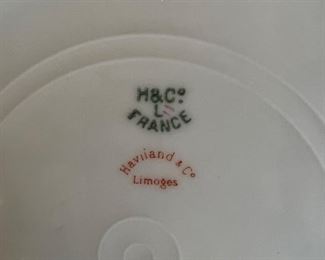 H&Cº
L
FRANCE
Haviland & Cº
Limoges